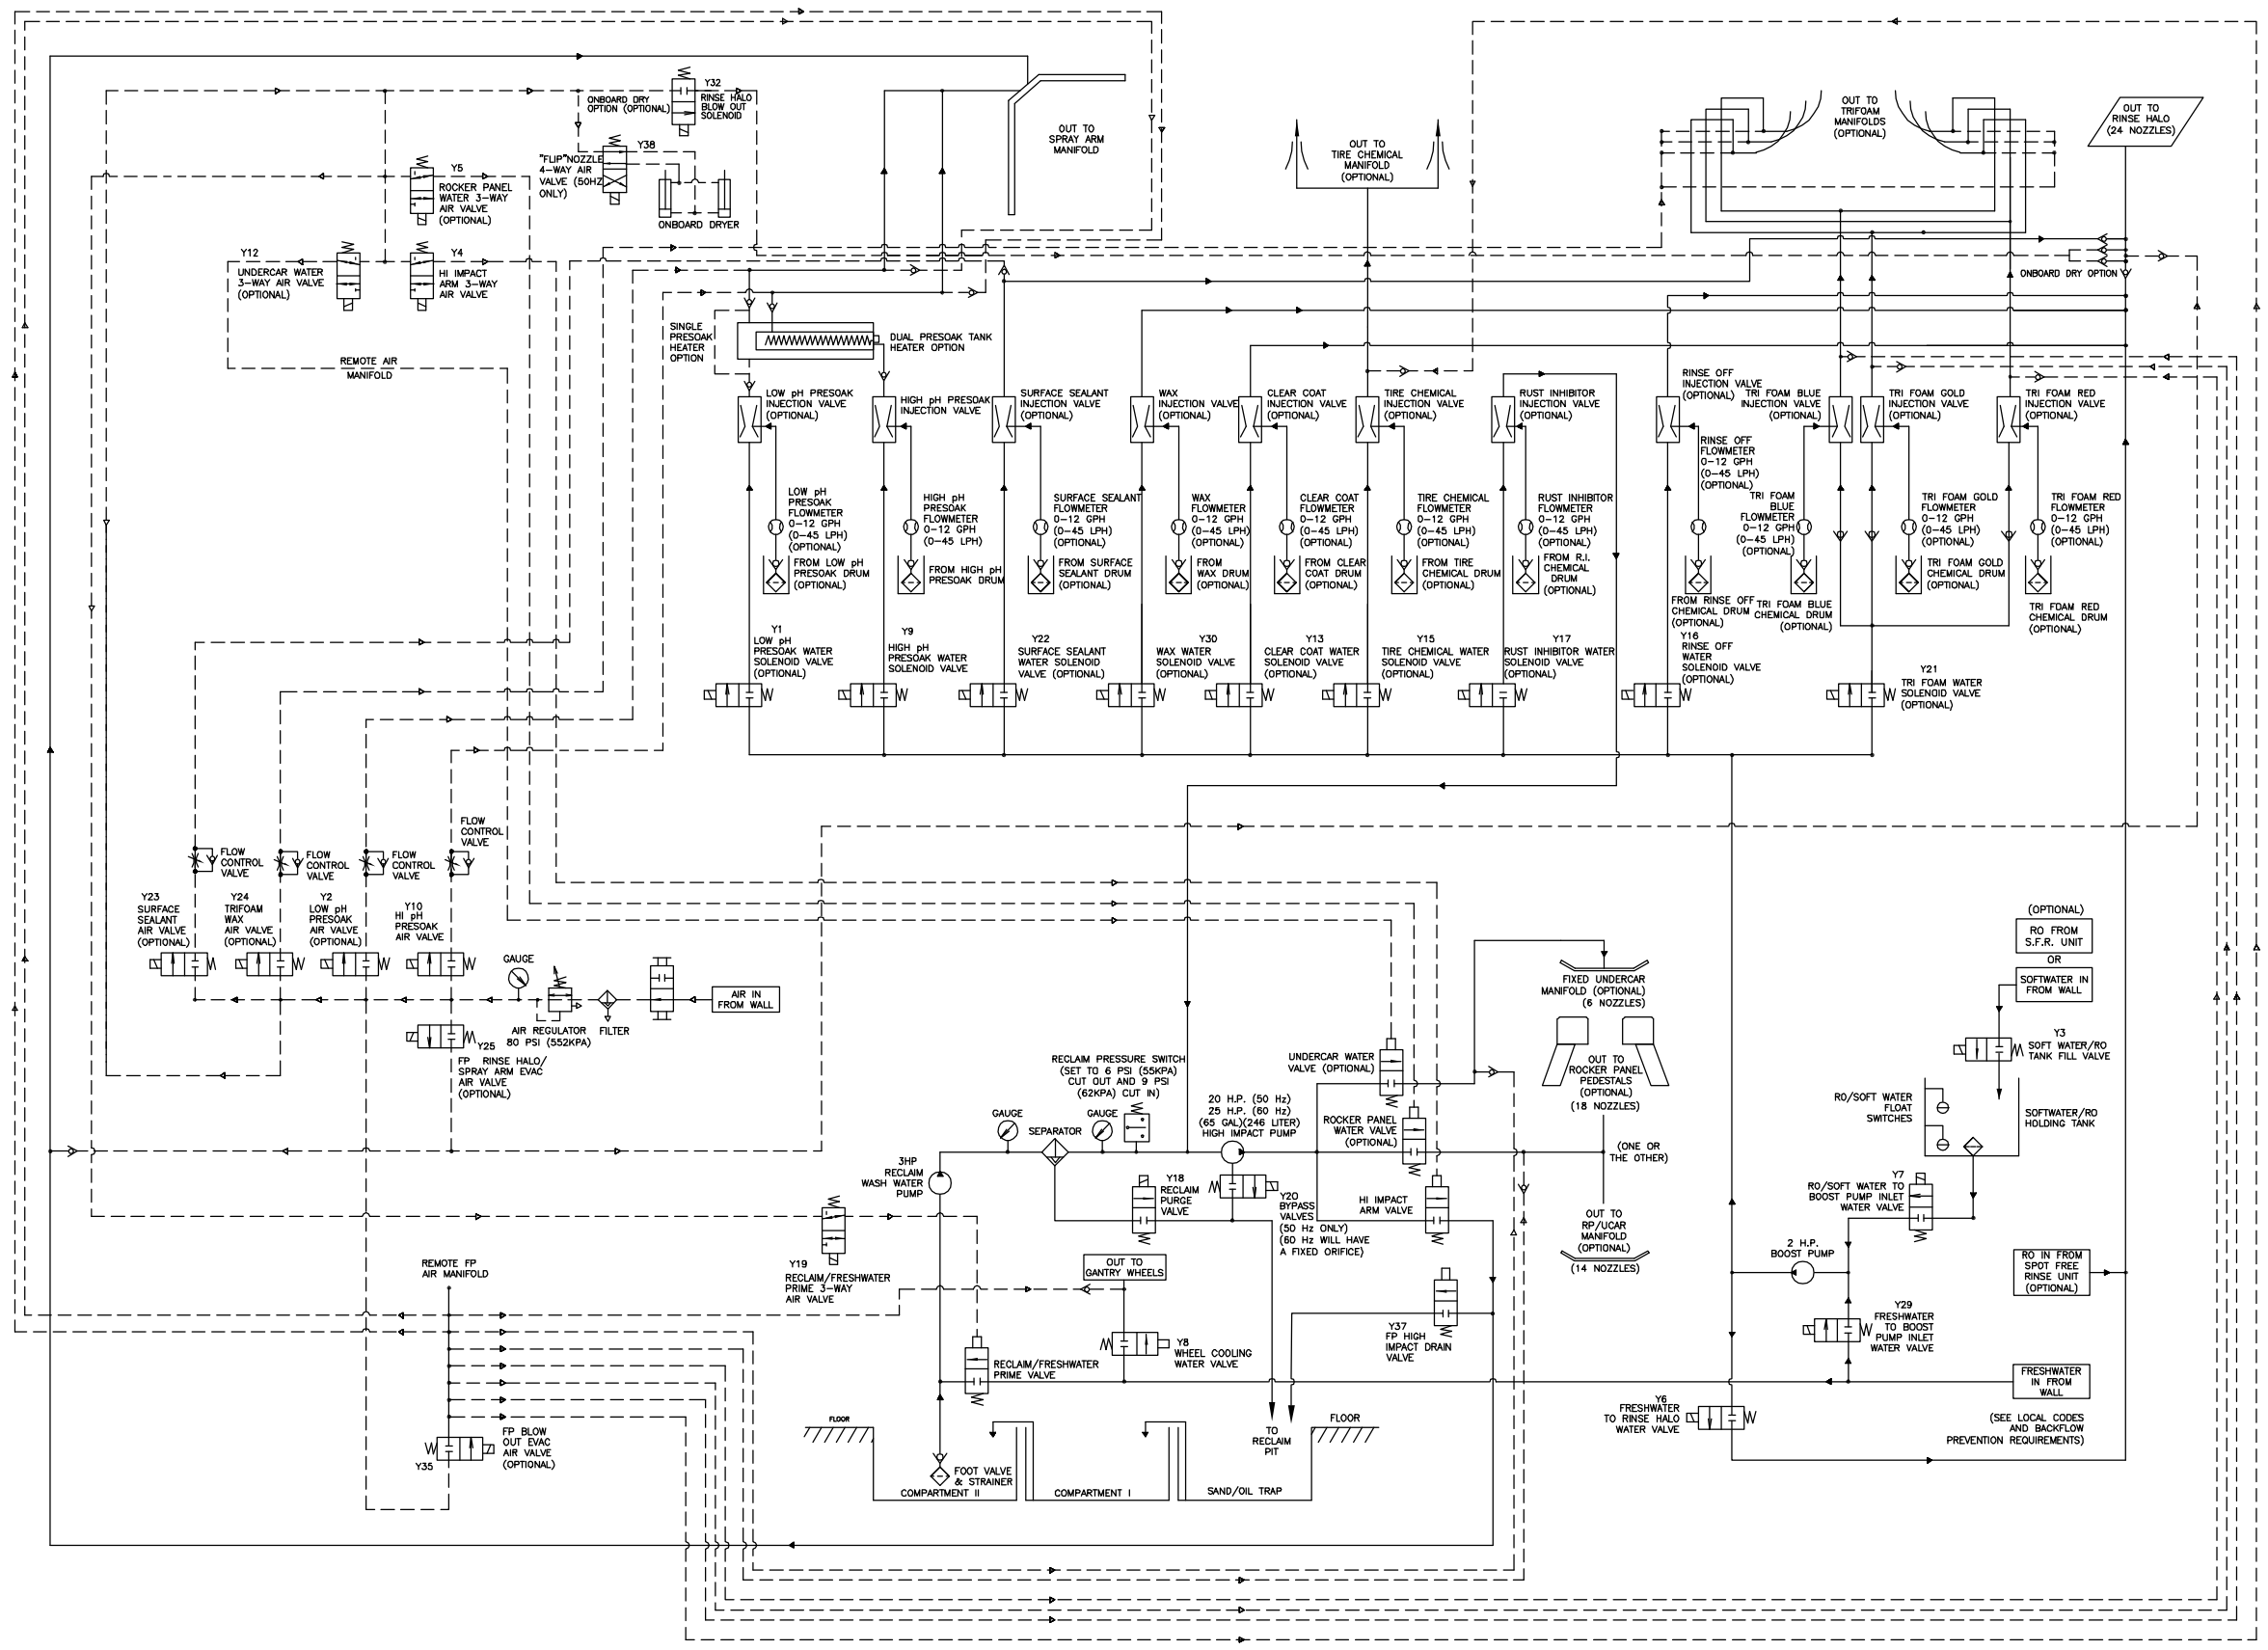 Y32
RINSE HALO
BLOW OUT
SOLENOID
ONBOARD DRY
OPTION (OPTIONAL)
Y38
"FLIP"NOZZLE
4-WAY AIR
VALVE (50HZ
ONLY)
ONBOARD DRYER
Y5
ROCKER PANEL
WATER 3-WAY
AIR VALVE
(OPTIONAL)
Y12
UNDERCAR WATER
3-WAY AIR VALVE
(OPTIONAL)
Y4
HI IMPACT
ARM 3-WAY
AIR VALVE
REMOTE AIR
MANIFOLD
OUT TO
SPRAY ARM
MANIFOLD
OUT TO
TIRE CHEMICAL
MANIFOLD
(OPTIONAL)
OUT TO
TRIFOAM
MANIFOLDS
(OPTIONAL)
OUT TO
RINSE HALO
(24 NOZZLES)
ONBOARD DRY OPTION
SINGLE
PRESOAK
HEATER
OPTION
DUAL PRESOAK TANK
HEATER OPTION
LOW pH PRESOAK
INJECTION VALVE
(OPTIONAL)
HIGH pH PRESOAK
INJECTION VALVE
SURFACE SEALANT
INJECTION VALVE
(OPTIONAL)
WAX
INJECTION VALVE
(OPTIONAL)
CLEAR COAT
INJECTION VALVE
(OPTIONAL)
TIRE CHEMICAL
INJECTION VALVE
(OPTIONAL)
RUST INHIBITOR
INJECTION VALVE
(OPTIONAL)
RINSE OFF
INJECTION VALVE
(OPTIONAL)
TRI FOAM BLUE
INJECTION VALVE
(OPTIONAL)
TRI FOAM GOLD
INJECTION VALVE
(OPTIONAL)
TRI FOAM RED
INJECTION VALVE
(OPTIONAL)
LOW pH
PRESOAK
FLOWMETER
0-12 GPH
(0-45 LPH)
(OPTIONAL)
HIGH pH
PRESOAK
FLOWMETER
0-12 GPH
(0-45 LPH)
SURFACE SEALANT
FLOWMETER
0-12 GPH
(0-45 LPH)
(OPTIONAL)
WAX
FLOWMETER
0-12 GPH
(0-45 LPH)
(OPTIONAL)
CLEAR COAT
FLOWMETER
0-12 GPH
(0-45 LPH)
(OPTIONAL)
TIRE CHEMICAL
FLOWMETER
0-12 GPH
(0-45 LPH)
(OPTIONAL)
RUST INHIBITOR
FLOWMETER
0-12 GPH
(0-45 LPH)
(OPTIONAL)
RINSE OFF
FLOWMETER
0-12 GPH
(0-45 LPH)
(OPTIONAL)
TRI FOAM
BLUE
FLOWMETER
0-12 GPH
(0-45 LPH)
(OPTIONAL)
TRI FOAM GOLD
FLOWMETER
0-12 GPH
(0-45 LPH)
(OPTIONAL)
TRI FOAM RED
FLOWMETER
0-12 GPH
(0-45 LPH)
(OPTIONAL)
FROM LOW pH
PRESOAK DRUM
(OPTIONAL)
FROM HIGH pH
PRESOAK DRUM
FROM SURFACE
SEALANT DRUM
(OPTIONAL)
FROM
WAX DRUM
(OPTIONAL)
FROM CLEAR
COAT DRUM
(OPTIONAL)
FROM TIRE
CHEMICAL DRUM
(OPTIONAL)
FROM R.I.
CHEMICAL
DRUM
(OPTIONAL)
FROM RINSE OFF
CHEMICAL DRUM
(OPTIONAL)
TRI FOAM BLUE
CHEMICAL DRUM
(OPTIONAL)
TRI FOAM GOLD
CHEMICAL DRUM
(OPTIONAL)
TRI FOAM RED
CHEMICAL DRUM
(OPTIONAL)
Y1
LOW pH
PRESOAK WATER
SOLENOID VALVE
(OPTIONAL)
Y9
HIGH pH
PRESOAK WATER
SOLENOID VALVE
Y22
SURFACE SEALANT
WATER SOLENOID
VALVE (OPTIONAL)
Y30
WAX WATER
SOLENOID VALVE
(OPTIONAL)
Y13
CLEAR COAT WATER
SOLENOID VALVE
(OPTIONAL)
Y15
TIRE CHEMICAL WATER
SOLENOID VALVE
(OPTIONAL)
Y17
RUST INHIBITOR WATER
SOLENOID VALVE
(OPTIONAL)
Y16
RINSE OFF
WATER
SOLENOID VALVE
(OPTIONAL)
Y21
TRI FOAM WATER
SOLENOID VALVE
(OPTIONAL)
FLOW
CONTROL
VALVE
FLOW
CONTROL
VALVE
FLOW
CONTROL
VALVE
FLOW
CONTROL
VALVE
Y23
SURFACE
SEALANT
AIR VALVE
(OPTIONAL)
Y24
TRIFOAM
WAX
AIR VALVE
(OPTIONAL)
Y2
LOW pH
PRESOAK
AIR VALVE
(OPTIONAL)
Y10
HI pH
PRESOAK
AIR VALVE
GAUGE
AIR REGULATOR
80 PSI (552KPA)
FILTER
AIR IN
FROM WALL
Y25
FP RINSE HALO/
SPRAY ARM EVAC
AIR VALVE
(OPTIONAL)
RECLAIM PRESSURE SWITCH
(SET TO 6 PSI (55KPA)
CUT OUT AND 9 PSI
(62KPA) CUT IN)
GAUGE
SEPARATOR
GAUGE
3HP
RECLAIM
WASH WATER
PUMP
20 H.P. (50 Hz)
25 H.P. (60 Hz)
(65 GAL)(246 LITER)
HIGH IMPACT PUMP
UNDERCAR WATER
VALVE (OPTIONAL)
ROCKER PANEL
WATER VALVE
(OPTIONAL)
HI IMPACT
ARM VALVE
FIXED UNDERCAR
MANIFOLD (OPTIONAL)
(6 NOZZLES)
OUT TO
ROCKER PANEL
PEDESTALS
(OPTIONAL)
(18 NOZZLES)
(ONE OR
THE OTHER)
OUT TO
RP/UCAR
MANIFOLD
(OPTIONAL)
(14 NOZZLES)
Y18
RECLAIM
PURGE
VALVE
Y20
BYPASS
VALVES
(50 Hz ONLY)
(60 Hz WILL HAVE
A FIXED ORIFICE)
Y19
RECLAIM/FRESHWATER
PRIME 3-WAY
AIR VALVE
OUT TO
GANTRY WHEELS
Y8
WHEEL COOLING
WATER VALVE
RECLAIM/FRESHWATER
PRIME VALVE
Y37
FP HIGH
IMPACT DRAIN
VALVE
REMOTE FP
AIR MANIFOLD
FP BLOW
OUT EVAC
AIR VALVE
(OPTIONAL)
Y35
FLOOR
FOOT VALVE
& STRAINER
COMPARTMENT II
COMPARTMENT I
SAND/OIL TRAP
TO
RECLAIM
PIT
FLOOR
(OPTIONAL)
RO FROM
S.F.R. UNIT
OR
SOFTWATER IN
FROM WALL
Y3
SOFT WATER/RO
TANK FILL VALVE
RO/SOFT WATER
FLOAT
SWITCHES
SOFTWATER/RO
HOLDING TANK
Y7
RO/SOFT WATER TO
BOOST PUMP INLET
WATER VALVE
2 H.P.
BOOST PUMP
RO IN FROM
SPOT FREE
RINSE UNIT
(OPTIONAL)
Y29
FRESHWATER
TO BOOST
PUMP INLET
WATER VALVE
FRESHWATER
IN FROM
WALL
Y6
FRESHWATER
TO RINSE HALO
WATER VALVE
(SEE LOCAL CODES
AND BACKFLOW
PREVENTION REQUIREMENTS)